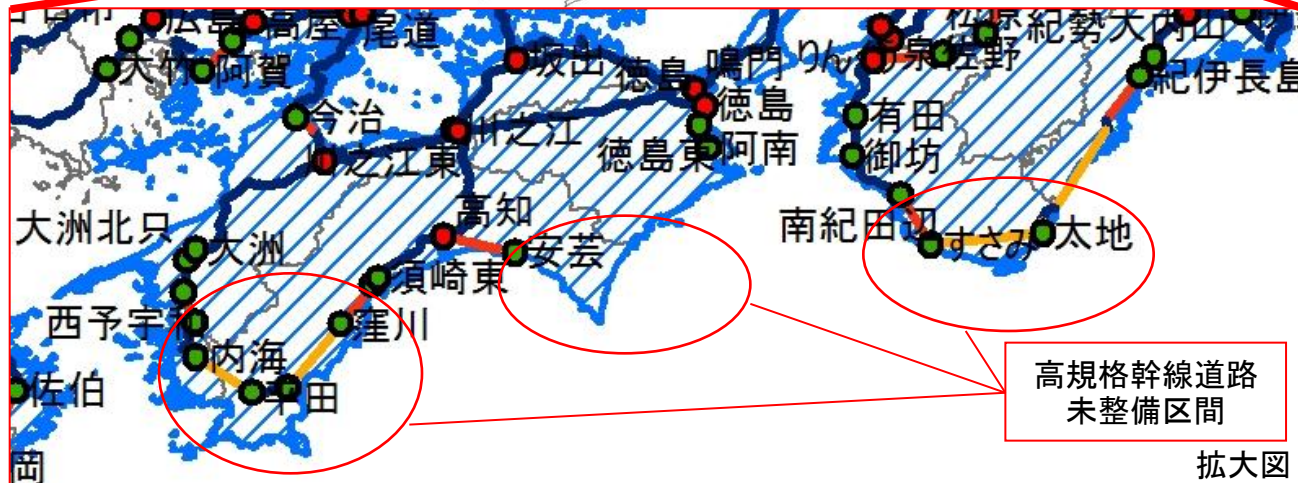 広島
高屋
尾道
大竹
阿賀
坂出
徳島
鳴門
りんくう
泉佐野
紀勢大内山
紀伊長島
今治
川之江
徳島
有田
川之江東
徳島東
阿南
御坊
大洲北只
大洲
高知
安芸
南紀田辺
すさみ
太地
須崎東
西予宇和
窪川
内海
平田
佐伯
高規格幹線道路
未整備区間
岡
拡大図